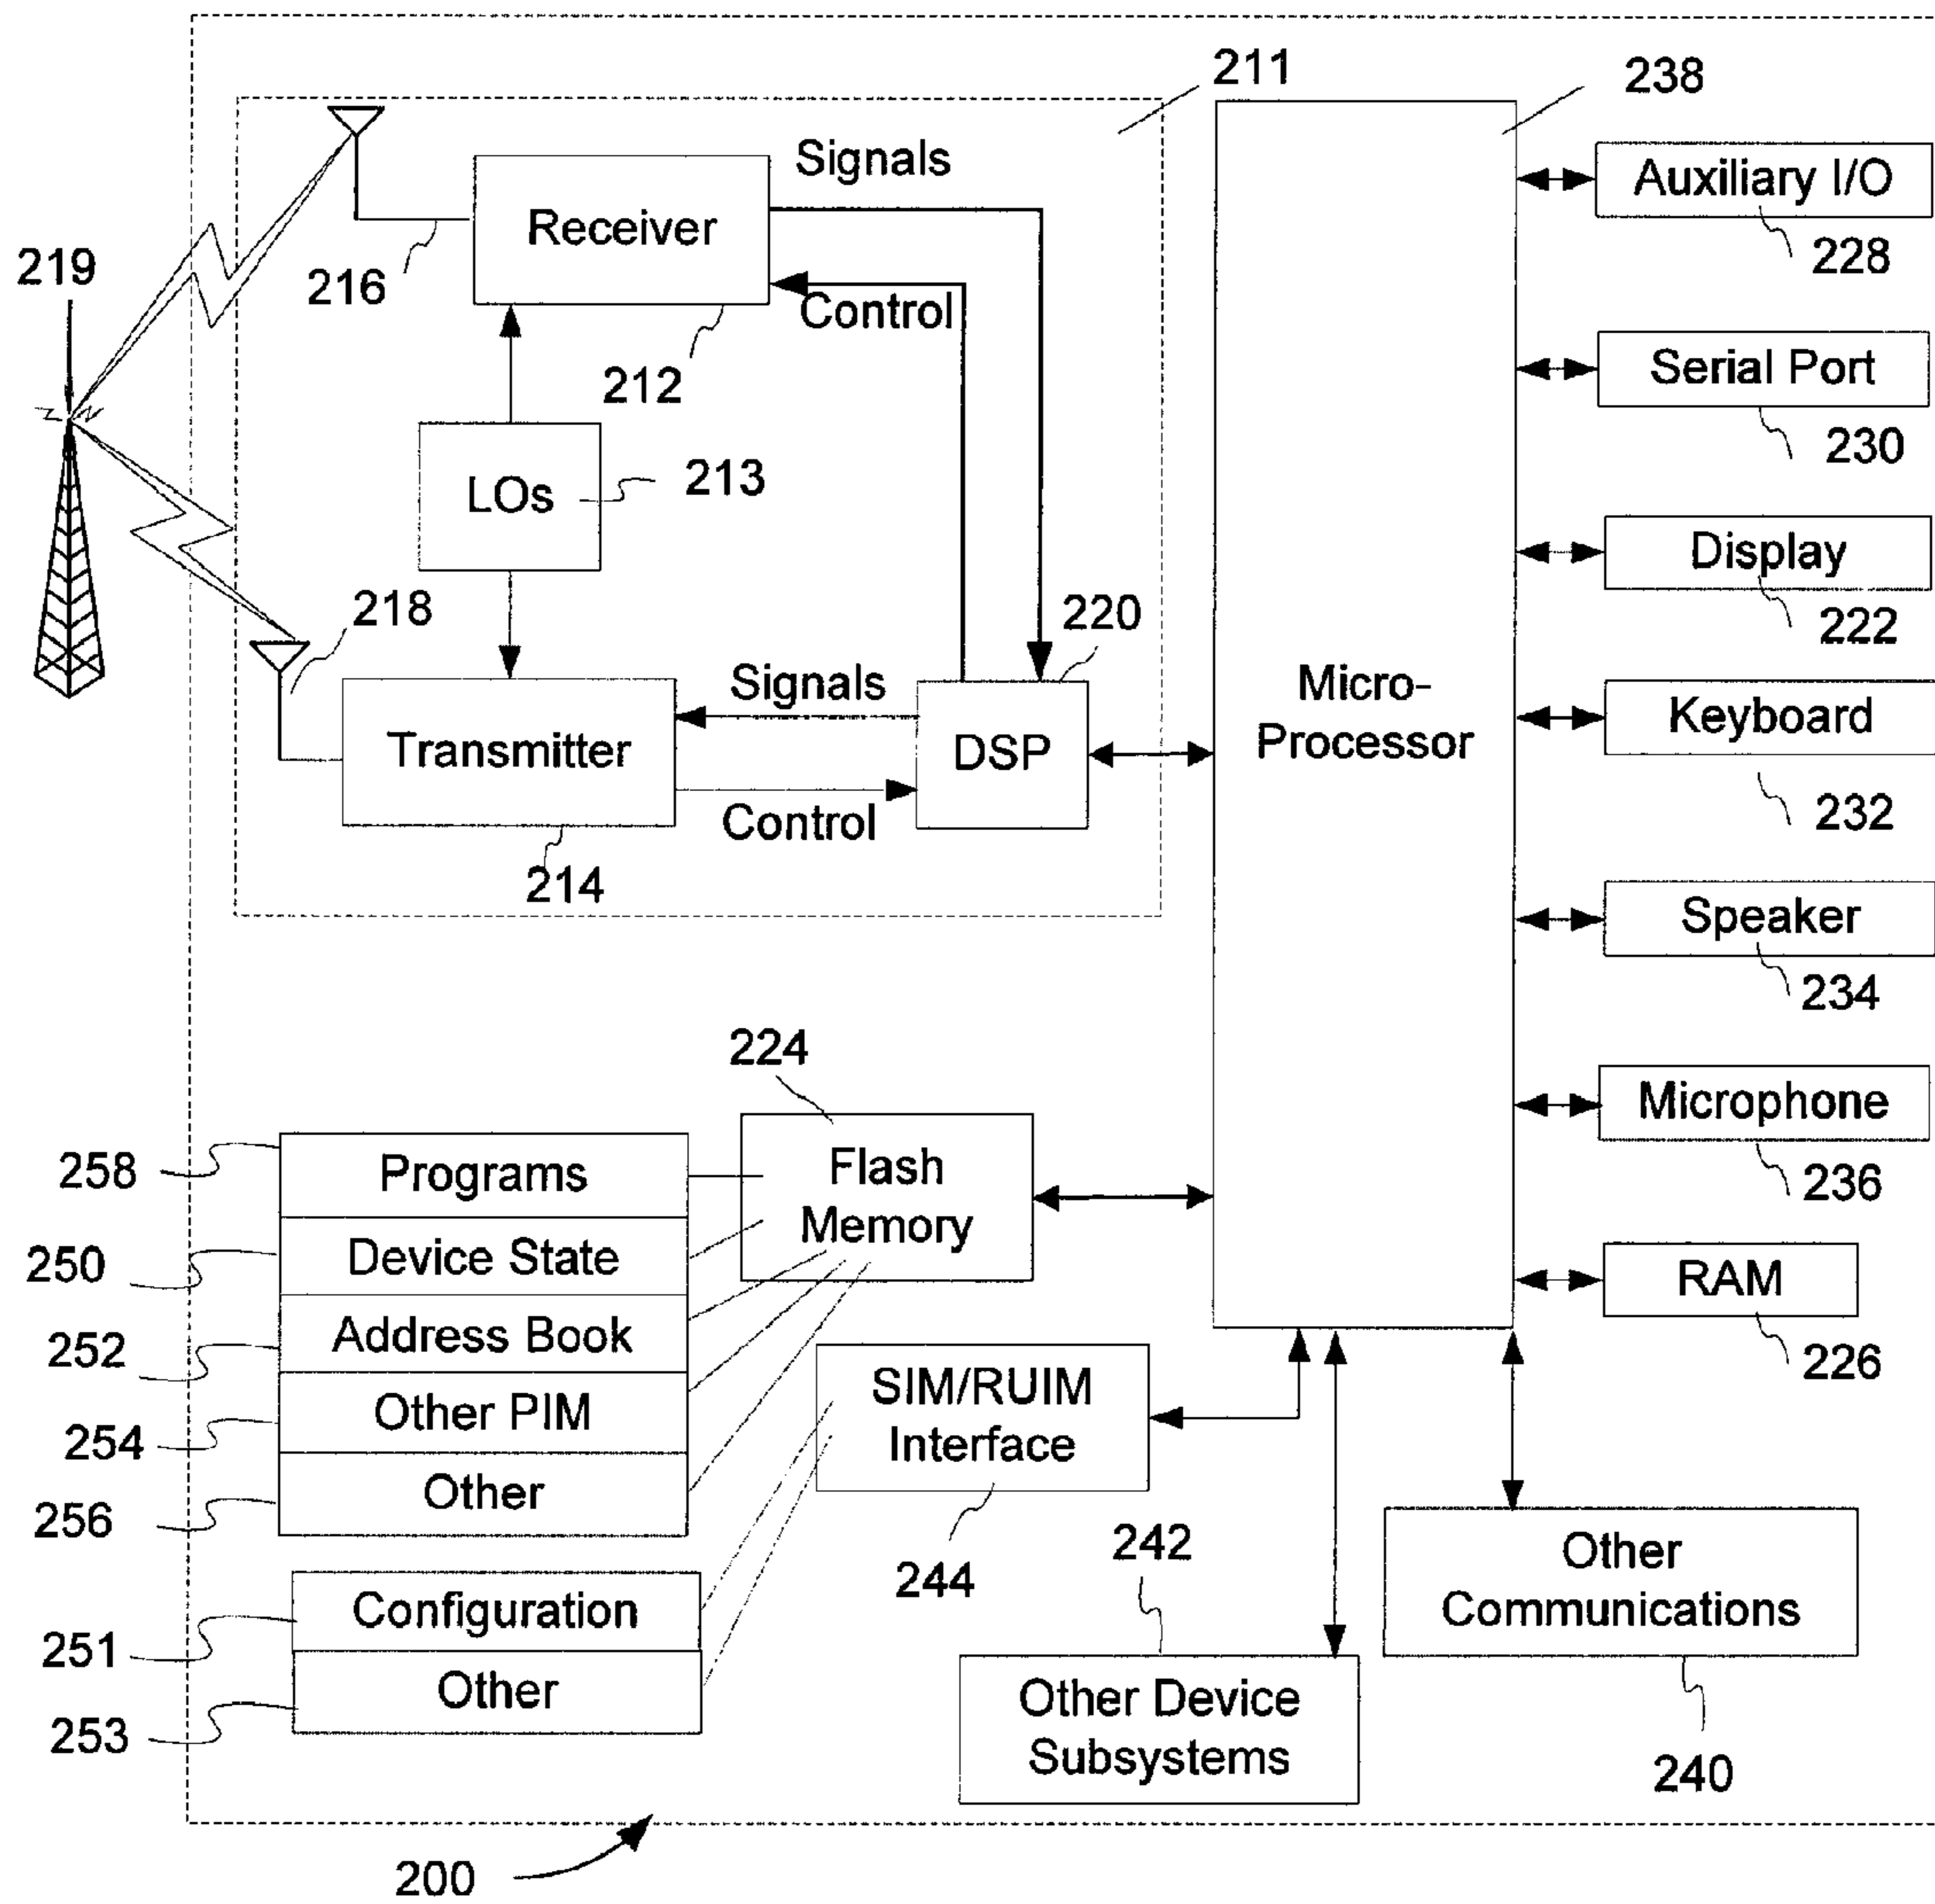 211
238
Signals
Receiver
Auxiliary I/O
228
219
216
Control
212
Serial Port
230
LOs
213
Display
222
218
220
Signals
Transmitter
DSP
Control
214
Micro-
Processor
Keyboard
232
Speaker
234
224
Flash
Memory
Microphone
236
258
Programs
250
Device State
252
Address Book
254
Other PIM
256
Other
RAM
226
SIM/RUIM
Interface
244
251
Configuration
253
Other
242
Other Device
Subsystems
Other
Communications
240
200